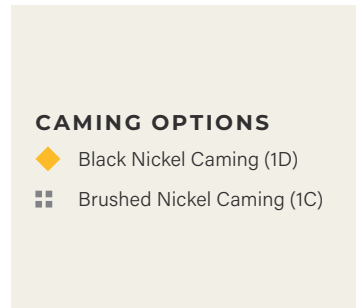 CAMING OPTIONS
Black Nickel Caming (1D)
Brushed Nickel Caming (1C)